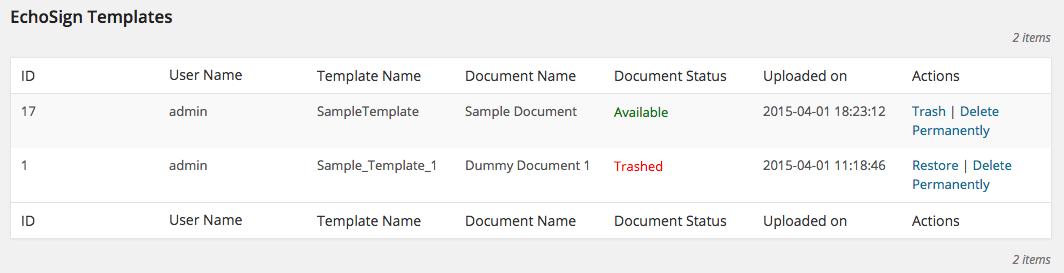 EchoSign Templates
2 items
ID User Name Template Name Document Name Document Status Uploaded on Actions
17 admin SampleTemplate Sample Document Available 2015-04-01 18:23:12 Trash | Delete
Permanently
1 admin Sample_Template_1 Dummy Document 1 Trashed 2015-04-01 11:18:46 Restore | Delete
Permanently
ID User Name Template Name Document Name Document Status Uploaded on Actions
2 items